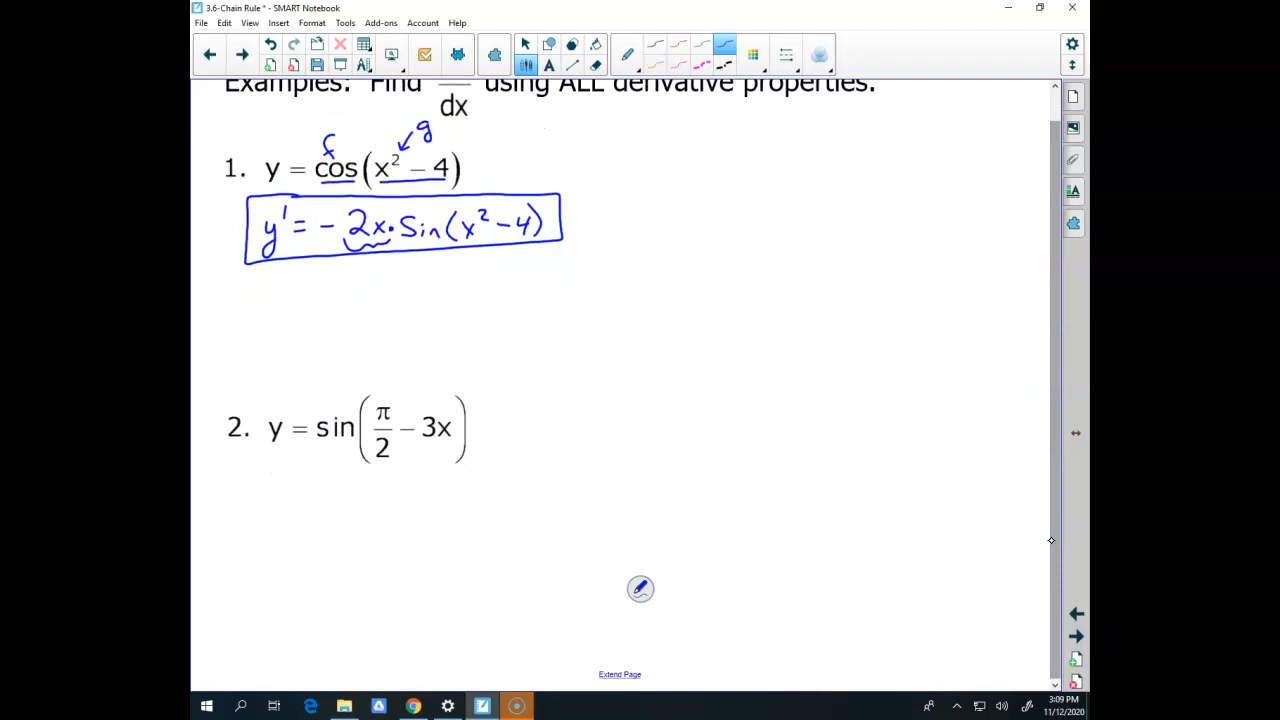 3.6-Chain Rule * - SMART Notebook
File Edit View Insert Format Tools Add-ons Account Help
Examples: Find dx using ALL derivative properties.
f g
1. y = cos(x² − 4)
y' = − 2x · Sin(x² − 4)
2. y = sin(π/2 − 3x)
Extend Page
3:09 PM
11/12/2020